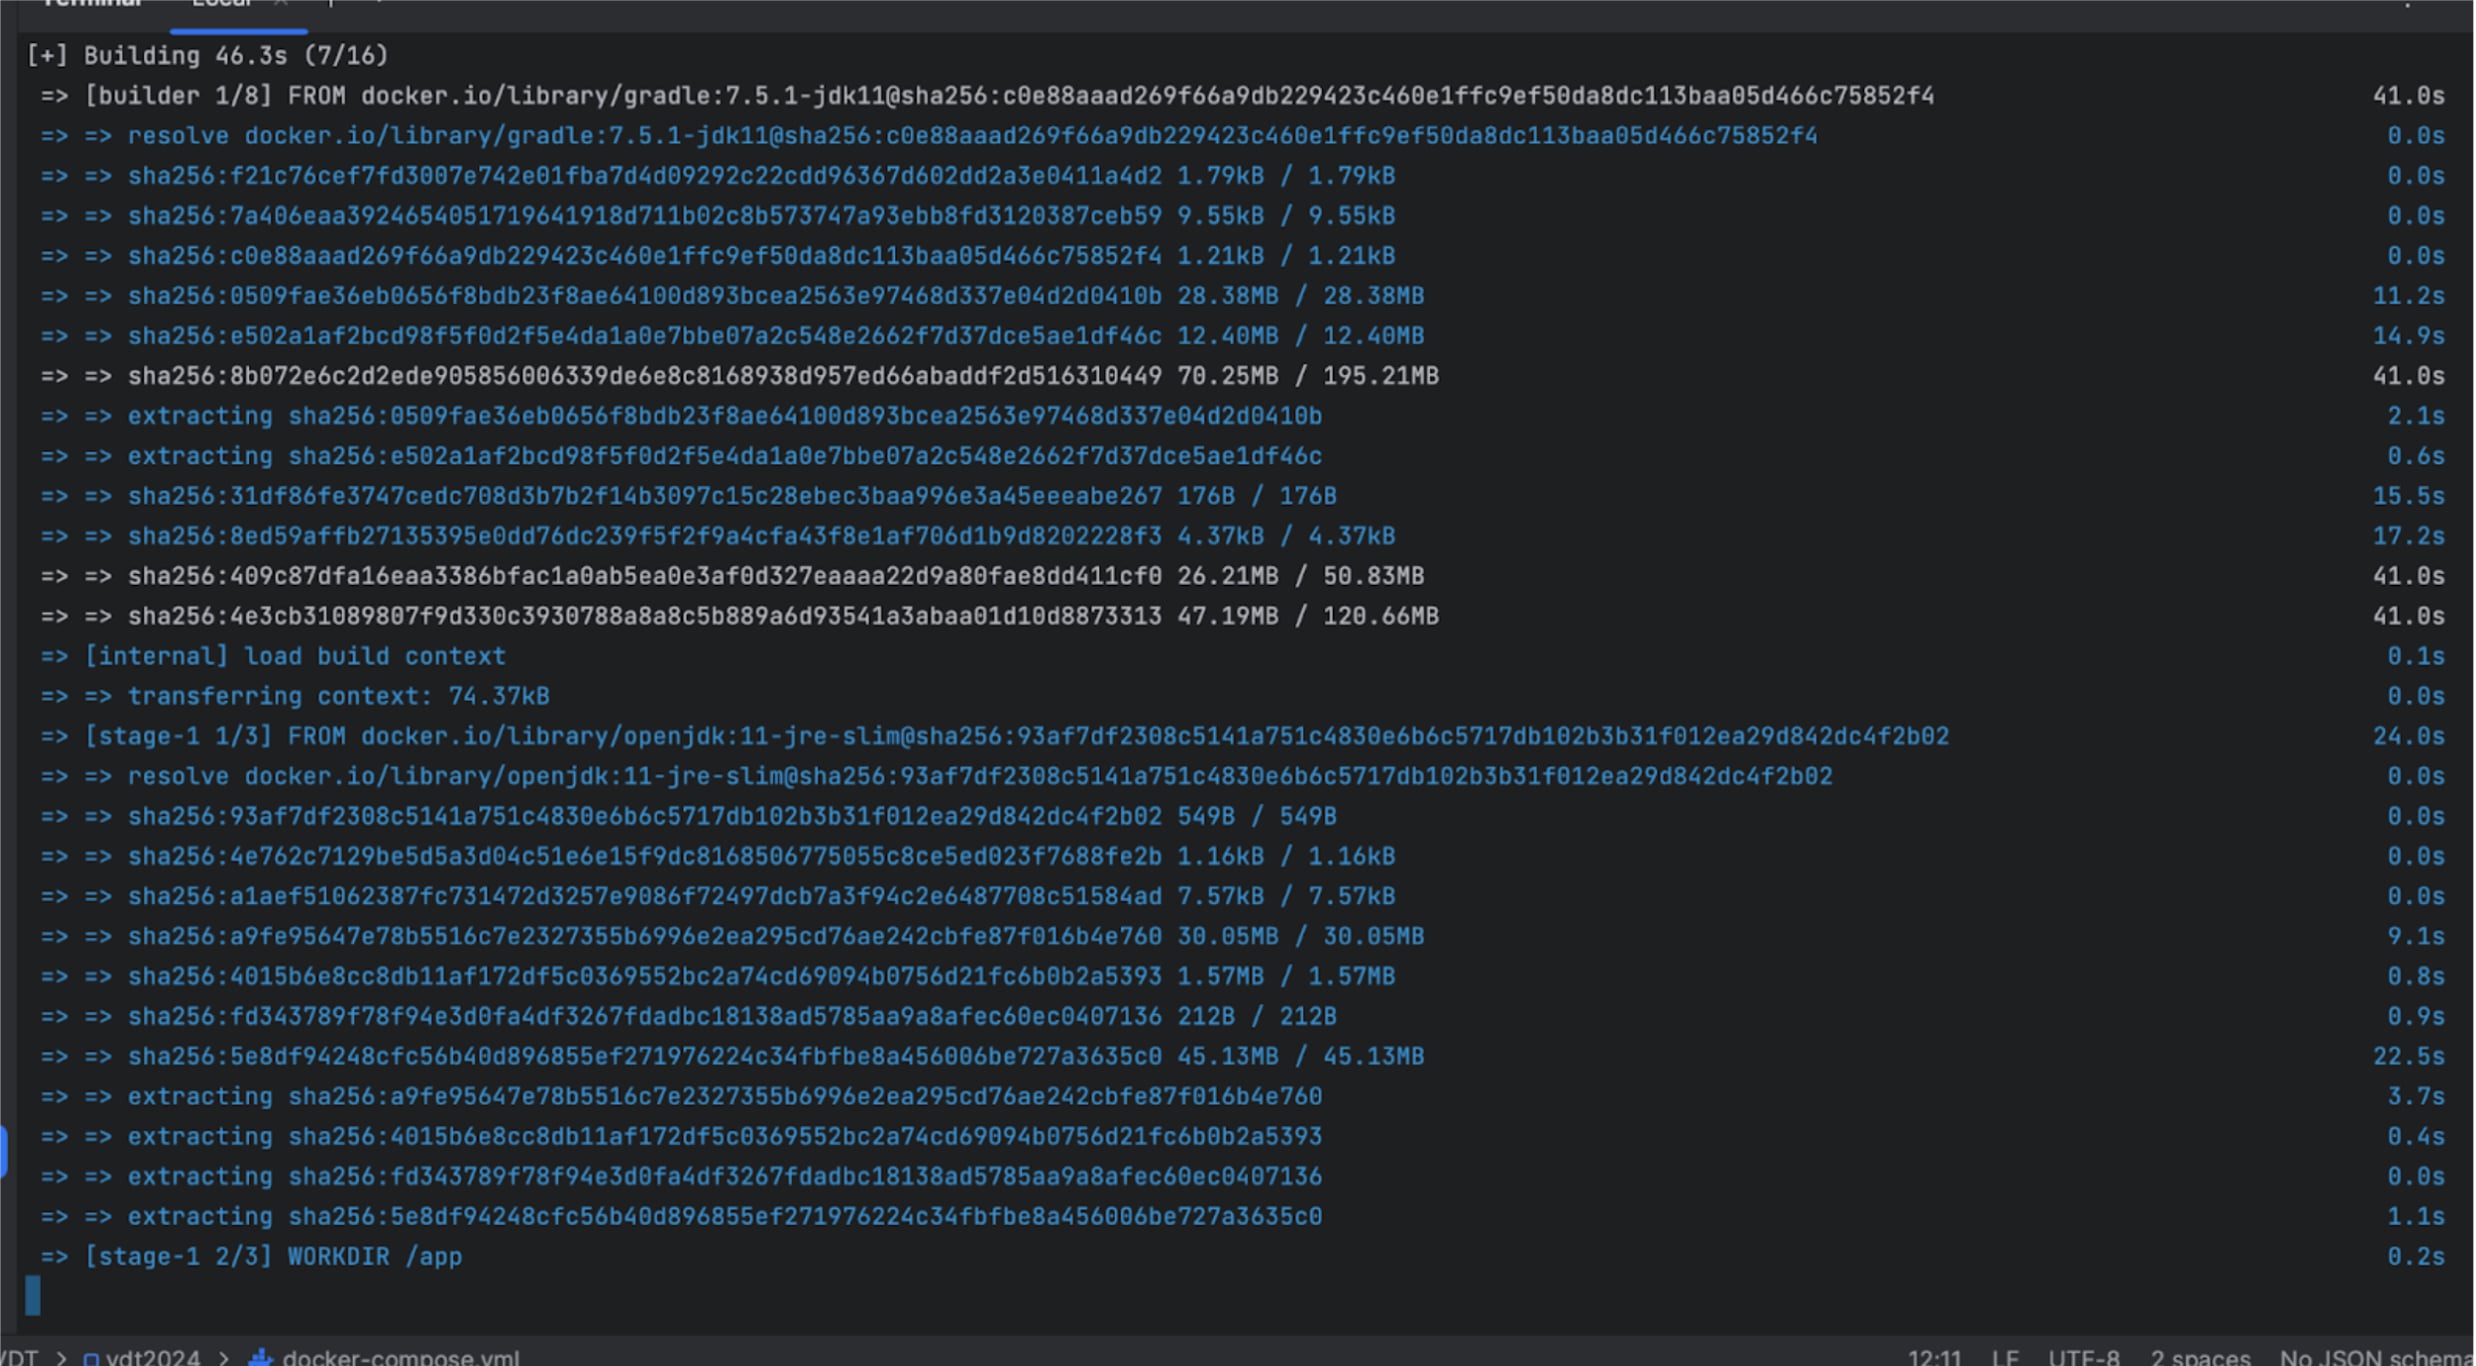 Terminal Local
[+] Building 46.3s (7/16)
=> [builder 1/8] FROM docker.io/library/gradle:7.5.1-jdk11@sha256:c0e88aaad269f66a9db229423c460e1ffc9ef50da8dc113baa05d466c75852f4 41.0s
=> => resolve docker.io/library/gradle:7.5.1-jdk11@sha256:c0e88aaad269f66a9db229423c460e1ffc9ef50da8dc113baa05d466c75852f4 0.0s
=> => sha256:f21c76cef7fd3007e742e01fba7d4d09292c22cdd96367d602dd2a3e0411a4d2 1.79kB / 1.79kB 0.0s
=> => sha256:7a406eaa3924654051719641918d711b02c8b573747a93ebb8fd3120387ceb59 9.55kB / 9.55kB 0.0s
=> => sha256:c0e88aaad269f66a9db229423c460e1ffc9ef50da8dc113baa05d466c75852f4 1.21kB / 1.21kB 0.0s
=> => sha256:0509fae36eb0656f8bdb23f8ae64100d893bcea2563e97468d337e04d2d0410b 28.38MB / 28.38MB 11.2s
=> => sha256:e502a1af2bcd98f5f0d2f5e4da1a0e7bbe07a2c548e2662f7d37dce5ae1df46c 12.40MB / 12.40MB 14.9s
=> => sha256:8b072e6c2d2ede905856006339de6e8c8168938d957ed66abaddf2d516310449 70.25MB / 195.21MB 41.0s
=> => extracting sha256:0509fae36eb0656f8bdb23f8ae64100d893bcea2563e97468d337e04d2d0410b 2.1s
=> => extracting sha256:e502a1af2bcd98f5f0d2f5e4da1a0e7bbe07a2c548e2662f7d37dce5ae1df46c 0.6s
=> => sha256:31df86fe3747cedc708d3b7b2f14b3097c15c28ebec3baa996e3a45eeeabe267 176B / 176B 15.5s
=> => sha256:8ed59affb27135395e0dd76dc239f5f2f9a4cfa43f8e1af706d1b9d8202228f3 4.37kB / 4.37kB 17.2s
=> => sha256:409c87dfa16eaa3386bfac1a0ab5ea0e3af0d327eaaaa22d9a80fae8dd411cf0 26.21MB / 50.83MB 41.0s
=> => sha256:4e3cb31089807f9d330c3930788a8a8c5b889a6d93541a3abaa01d10d8873313 47.19MB / 120.66MB 41.0s
=> [internal] load build context 0.1s
=> => transferring context: 74.37kB 0.0s
=> [stage-1 1/3] FROM docker.io/library/openjdk:11-jre-slim@sha256:93af7df2308c5141a751c4830e6b6c5717db102b3b31f012ea29d842dc4f2b02 24.0s
=> => resolve docker.io/library/openjdk:11-jre-slim@sha256:93af7df2308c5141a751c4830e6b6c5717db102b3b31f012ea29d842dc4f2b02 0.0s
=> => sha256:93af7df2308c5141a751c4830e6b6c5717db102b3b31f012ea29d842dc4f2b02 549B / 549B 0.0s
=> => sha256:4e762c7129be5d5a3d04c51e6e15f9dc8168506775055c8ce5ed023f7688fe2b 1.16kB / 1.16kB 0.0s
=> => sha256:a1aef51062387fc731472d3257e9086f72497dcb7a3f94c2e6487708c51584ad 7.57kB / 7.57kB 0.0s
=> => sha256:a9fe95647e78b5516c7e2327355b6996e2ea295cd76ae242cbfe87f016b4e760 30.05MB / 30.05MB 9.1s
=> => sha256:4015b6e8cc8db11af172df5c0369552bc2a74cd69094b0756d21fc6b0b2a5393 1.57MB / 1.57MB 0.8s
=> => sha256:fd343789f78f94e3d0fa4df3267fdadbc18138ad5785aa9a8afec60ec0407136 212B / 212B 0.9s
=> => sha256:5e8df94248cfc56b40d896855ef271976224c34fbfbe8a456006be727a3635c0 45.13MB / 45.13MB 22.5s
=> => extracting sha256:a9fe95647e78b5516c7e2327355b6996e2ea295cd76ae242cbfe87f016b4e760 3.7s
=> => extracting sha256:4015b6e8cc8db11af172df5c0369552bc2a74cd69094b0756d21fc6b0b2a5393 0.4s
=> => extracting sha256:fd343789f78f94e3d0fa4df3267fdadbc18138ad5785aa9a8afec60ec0407136 0.0s
=> => extracting sha256:5e8df94248cfc56b40d896855ef271976224c34fbfbe8a456006be727a3635c0 1.1s
=> [stage-1 2/3] WORKDIR /app 0.2s
VDT > vdt2024 > docker-compose.yml 12:11 LF UTF-8 2 spaces No JSON schema